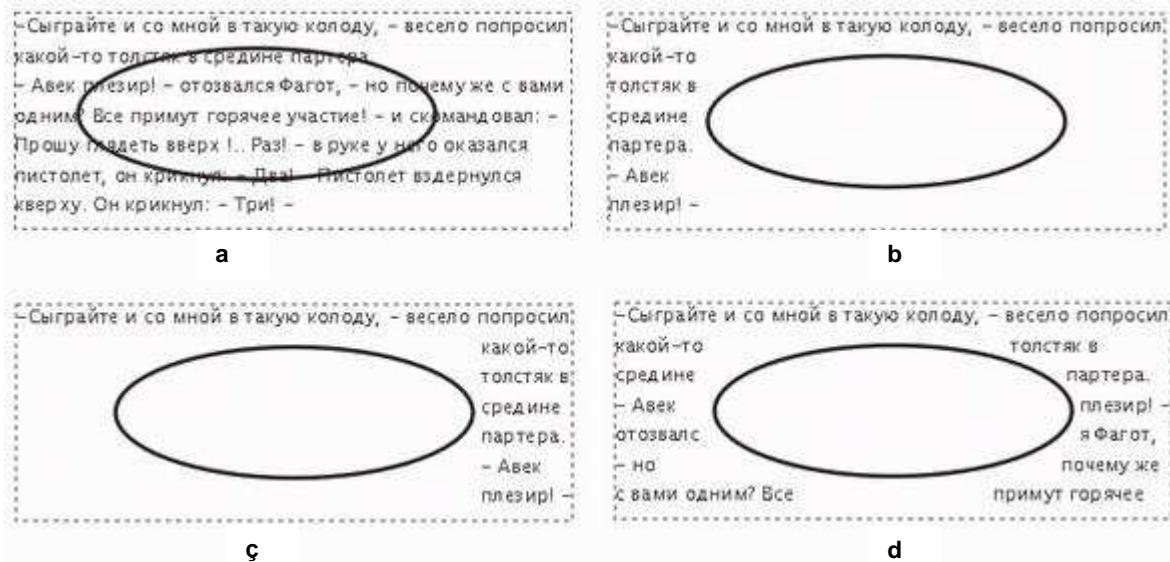 –Сыграйте и со мной в такую колоду, – весело попросил
какой–то толстяк в средине партера.
– Авек плезир! – отозвался Фагот, – но почему же с вами
одним? Все примут горячее участие! – и скомандовал: –
Прошу глядеть вверх !.. Раз! – в руке у него оказался
пистолет, он крикнул: – Два! – Пистолет вздернулся
кверху. Он крикнул: – Три! –
a
–Сыграйте и со мной в такую колоду, – весело попросил
какой–то
толстяк в
средине
партера.
– Авек
плезир! –
b
–Сыграйте и со мной в такую колоду, – весело попросил
какой–то
толстяк в
средине
партера.
– Авек
плезир! –
ç
–Сыграйте и со мной в такую колоду, – весело попросил
какой–то толстяк в
средине партера.
– Авек плезир! –
отозвалс я Фагот,
– но почему же
с вами одним? Все примут горячее
d